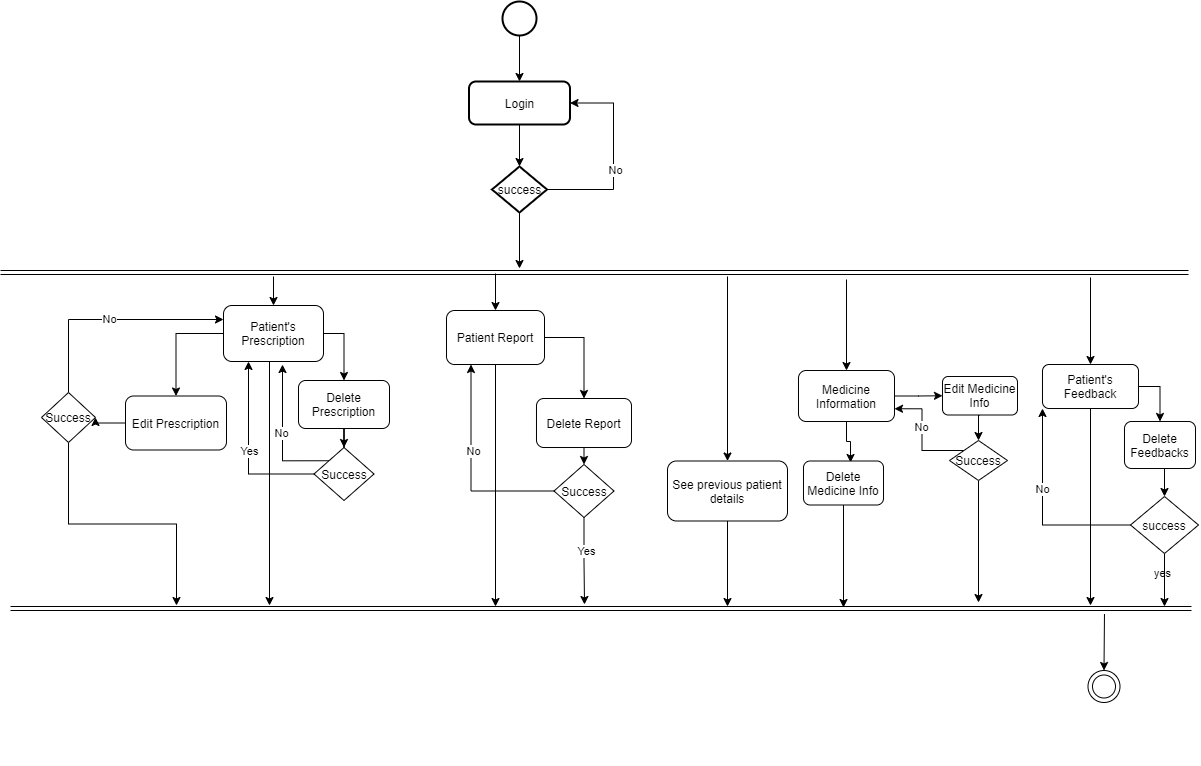 Login
No
success
No
Patient's
Prescription
Success
Edit Prescription
Delete
Prescription
No
Yes
Success
Patient Report
Delete Report
No
Success
Yes
See previous patient
details
Medicine
Information
Edit Medicine
Info
No
Success
Delete
Medicine Info
Patient's
Feedback
Delete
Feedbacks
No
success
yes